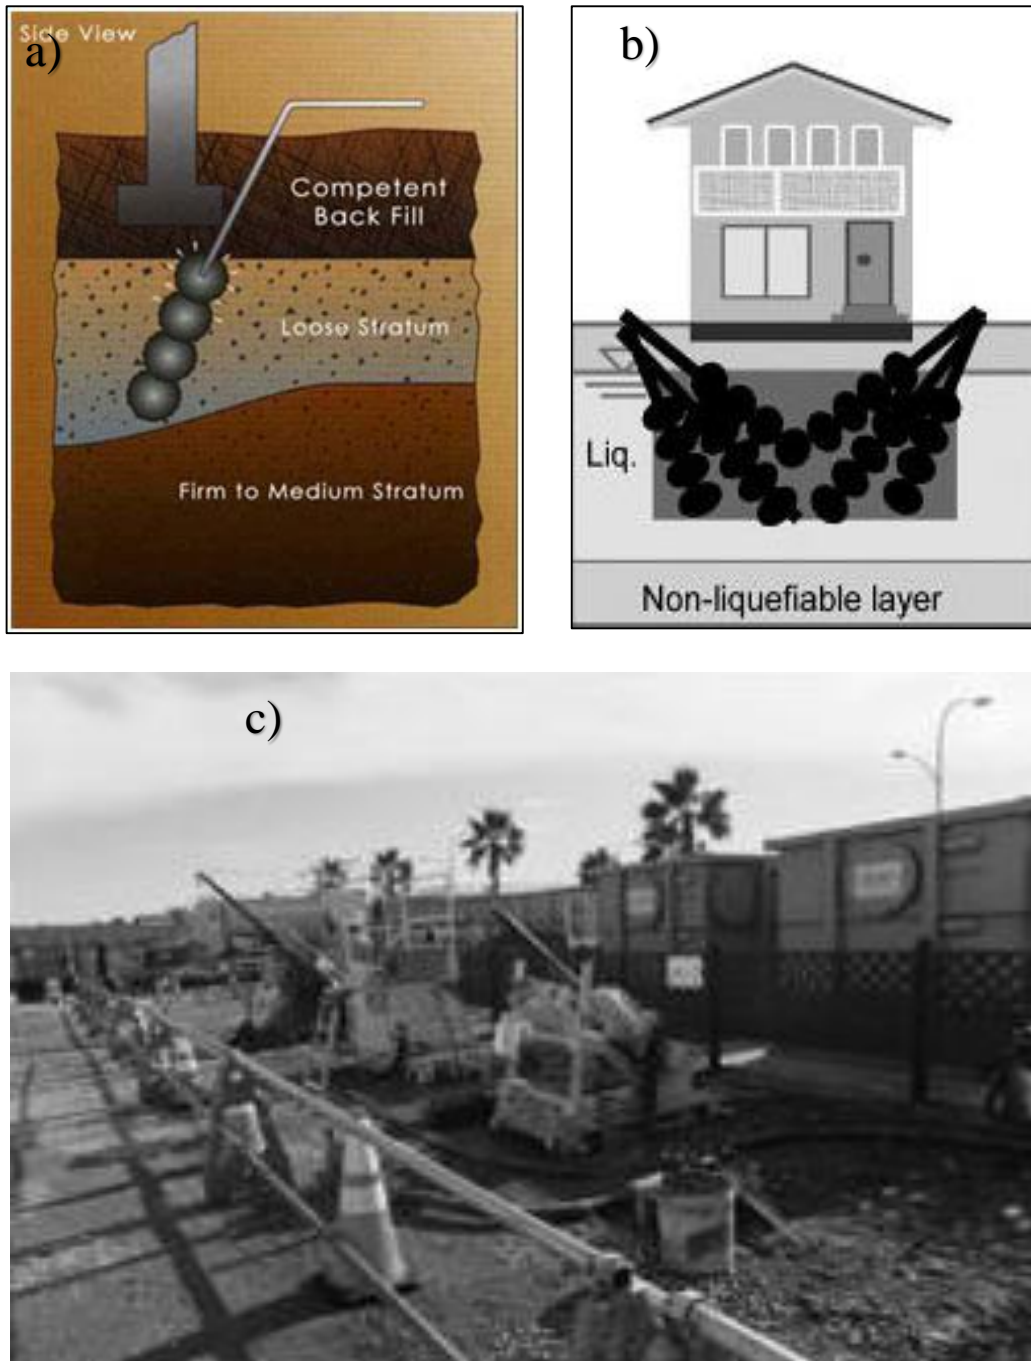 Side View
a)
Competent
Back Fill
Loose Stratum
Firm to Medium Stratum
b)
Liq.
Non-liquefiable layer
c)